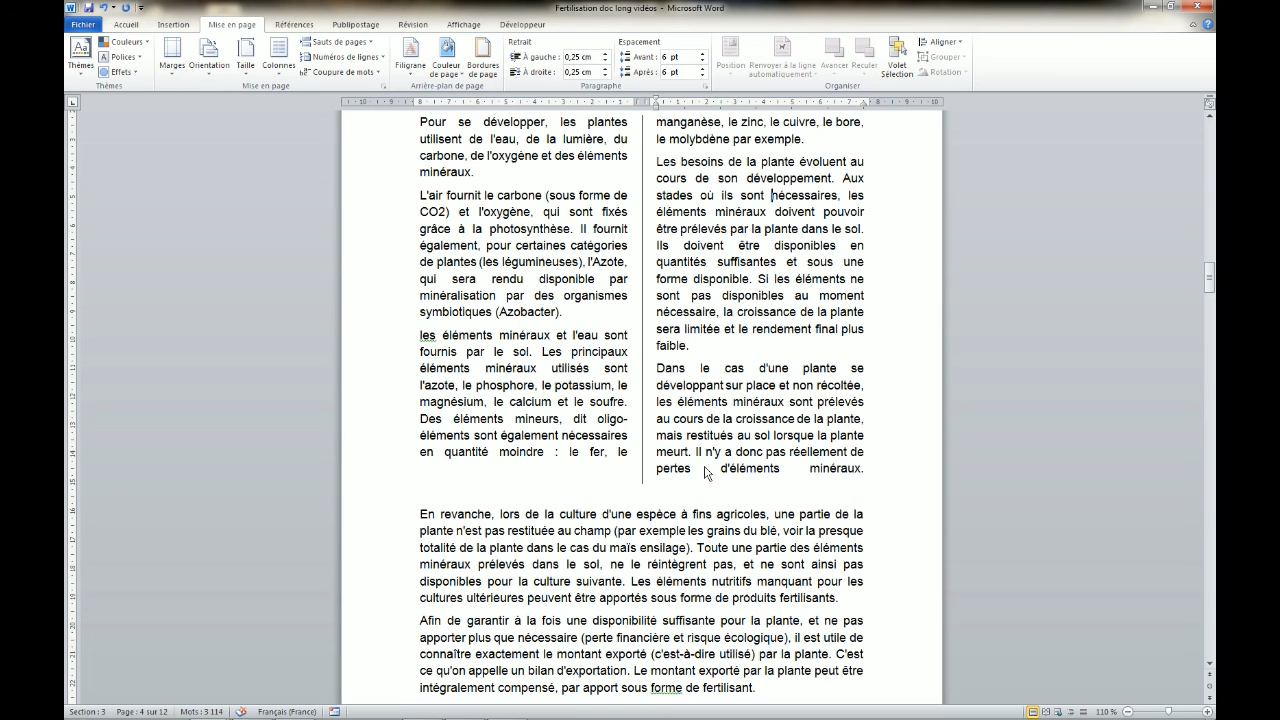 Fertilisation doc long vidéos - Microsoft Word
Fichier Accueil Insertion Mise en page Références Publipostage Révision Affichage Développeur
Thèmes
Couleurs
Polices
Effets
Thèmes
Marges Orientation Taille Colonnes
Sauts de pages
Numéros de lignes
Coupure de mots
Mise en page
Filigrane Couleur de page Bordures de page
Arrière-plan de page
Retrait
À gauche : 0,25 cm
À droite : 0,25 cm
Espacement
Avant : 6 pt
Après : 6 pt
Paragraphe
Position Renvoyer à la ligne automatiquement Avancer Reculer Volet Sélection
Aligner
Grouper
Rotation
Organiser
Pour se développer, les plantes
utilisent de l'eau, de la lumière, du
carbone, de l'oxygène et des éléments
minéraux.
L'air fournit le carbone (sous forme de
CO2) et l'oxygène, qui sont fixés
grâce à la photosynthèse. Il fournit
également, pour certaines catégories
de plantes (les légumineuses), l'Azote,
qui sera rendu disponible par
minéralisation par des organismes
symbiotiques (Azobacter).
les éléments minéraux et l'eau sont
fournis par le sol. Les principaux
éléments minéraux utilisés sont
l'azote, le phosphore, le potassium, le
magnésium, le calcium et le soufre.
Des éléments mineurs, dit oligo-
éléments sont également nécessaires
en quantité moindre : le fer, le
manganèse, le zinc, le cuivre, le bore,
le molybdène par exemple.
Les besoins de la plante évoluent au
cours de son développement. Aux
stades où ils sont nécessaires, les
éléments minéraux doivent pouvoir
être prélevés par la plante dans le sol.
Ils doivent être disponibles en
quantités suffisantes et sous une
forme disponible. Si les éléments ne
sont pas disponibles au moment
nécessaire, la croissance de la plante
sera limitée et le rendement final plus
faible.
Dans le cas d'une plante se
développant sur place et non récoltée,
les éléments minéraux sont prélevés
au cours de la croissance de la plante,
mais restitués au sol lorsque la plante
meurt. Il n'y a donc pas réellement de
pertes d'éléments minéraux.
En revanche, lors de la culture d'une espèce à fins agricoles, une partie de la
plante n'est pas restituée au champ (par exemple les grains du blé, voir la presque
totalité de la plante dans le cas du maïs ensilage). Toute une partie des éléments
minéraux prélevés dans le sol, ne le réintègrent pas, et ne sont ainsi pas
disponibles pour la culture suivante. Les éléments nutritifs manquant pour les
cultures ultérieures peuvent être apportés sous forme de produits fertilisants.
Afin de garantir à la fois une disponibilité suffisante pour la plante, et ne pas
apporter plus que nécessaire (perte financière et risque écologique), il est utile de
connaître exactement le montant exporté (c'est-à-dire utilisé) par la plante. C'est
ce qu'on appelle un bilan d'exportation. Le montant exporté par la plante peut être
intégralement compensé, par apport sous forme de fertilisant.
Section : 3 Page : 4 sur 12 Mots : 3 114 Français (France) 110 %